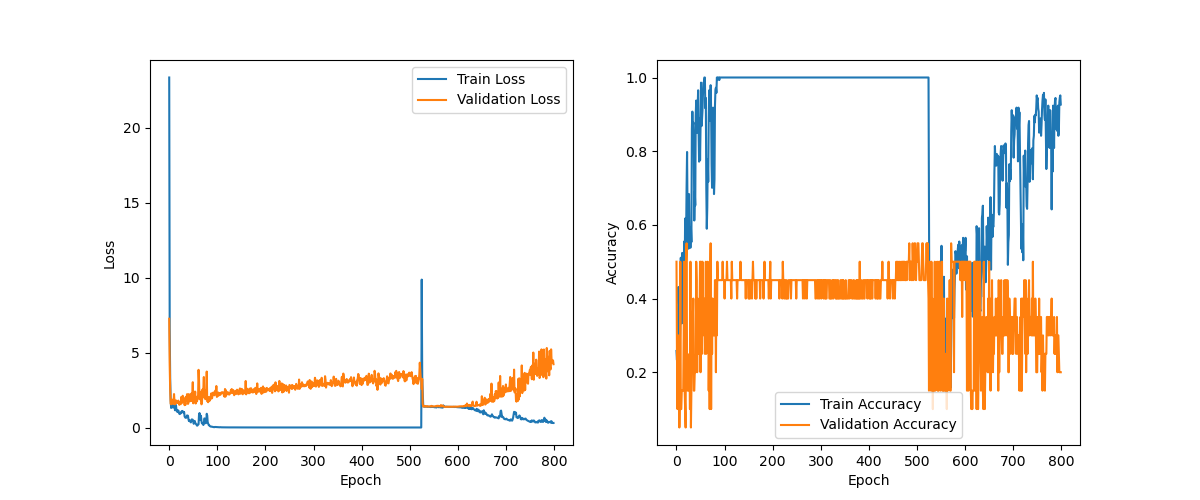 Train Loss
Validation Loss
20
15
10
5
0
Loss
0 100 200 300 400 500 600 700 800
Epoch
1.0
0.8
0.6
0.4
0.2
Accuracy
Train Accuracy
Validation Accuracy
0 100 200 300 400 500 600 700 800
Epoch